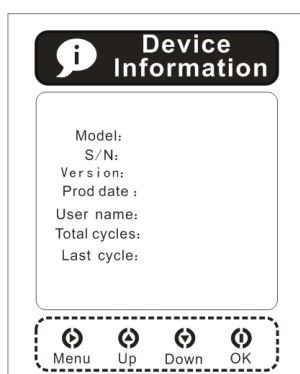 Device
Information
Model:
S/N:
Version:
Prod date :
User name:
Total cycles:
Last cycle:
Menu Up Down OK